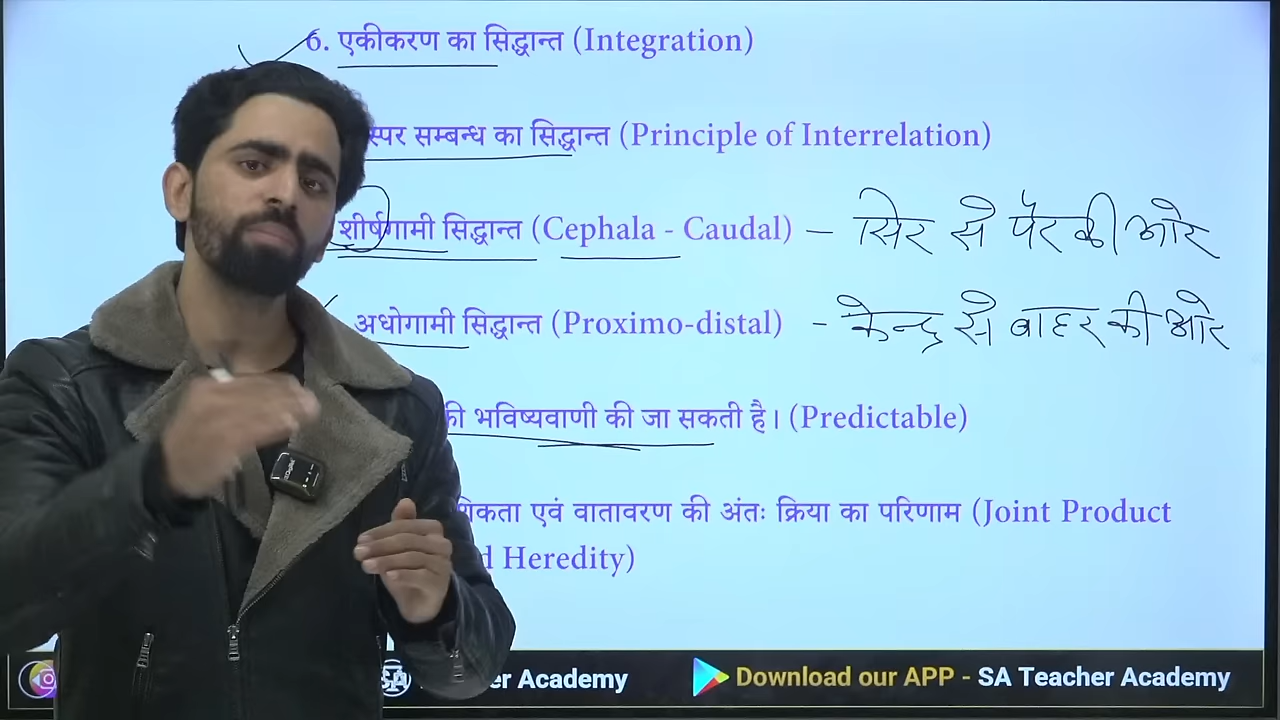 6. एकीकरण का सिद्धान्त (Integration)
स्पर सम्बन्ध का सिद्धान्त (Principle of Interrelation)
शीर्षगामी सिद्धान्त (Cephala - Caudal) – सिर से पैर की ओर
अधोगामी सिद्धान्त (Proximo-distal) - केन्द्र से बाहर की ओर
की भविष्यवाणी की जा सकती है। (Predictable)
एवं वातावरण की अंतः क्रिया का परिणाम (Joint Product
Heredity)
SA er Academy Download our APP - SA Teacher Academy